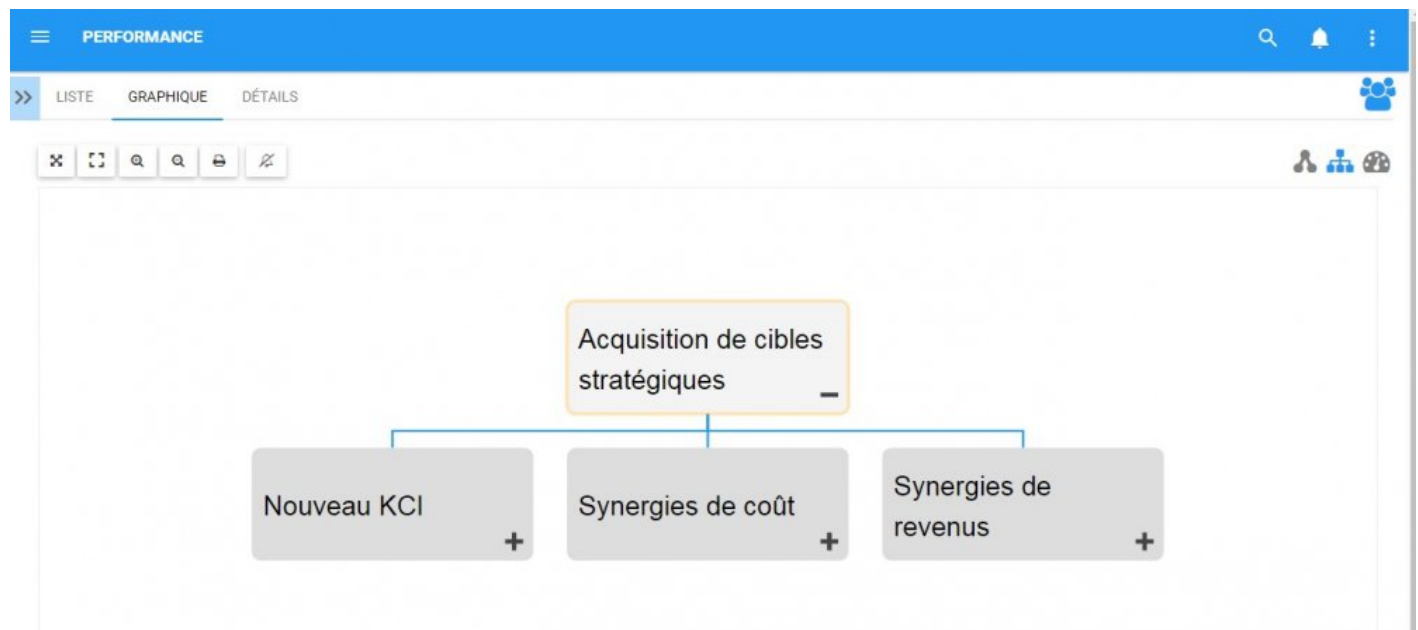 PERFORMANCE
LISTE GRAPHIQUE DÉTAILS
Acquisition de cibles
stratégiques
Nouveau KCI
Synergies de coût
Synergies de
revenus